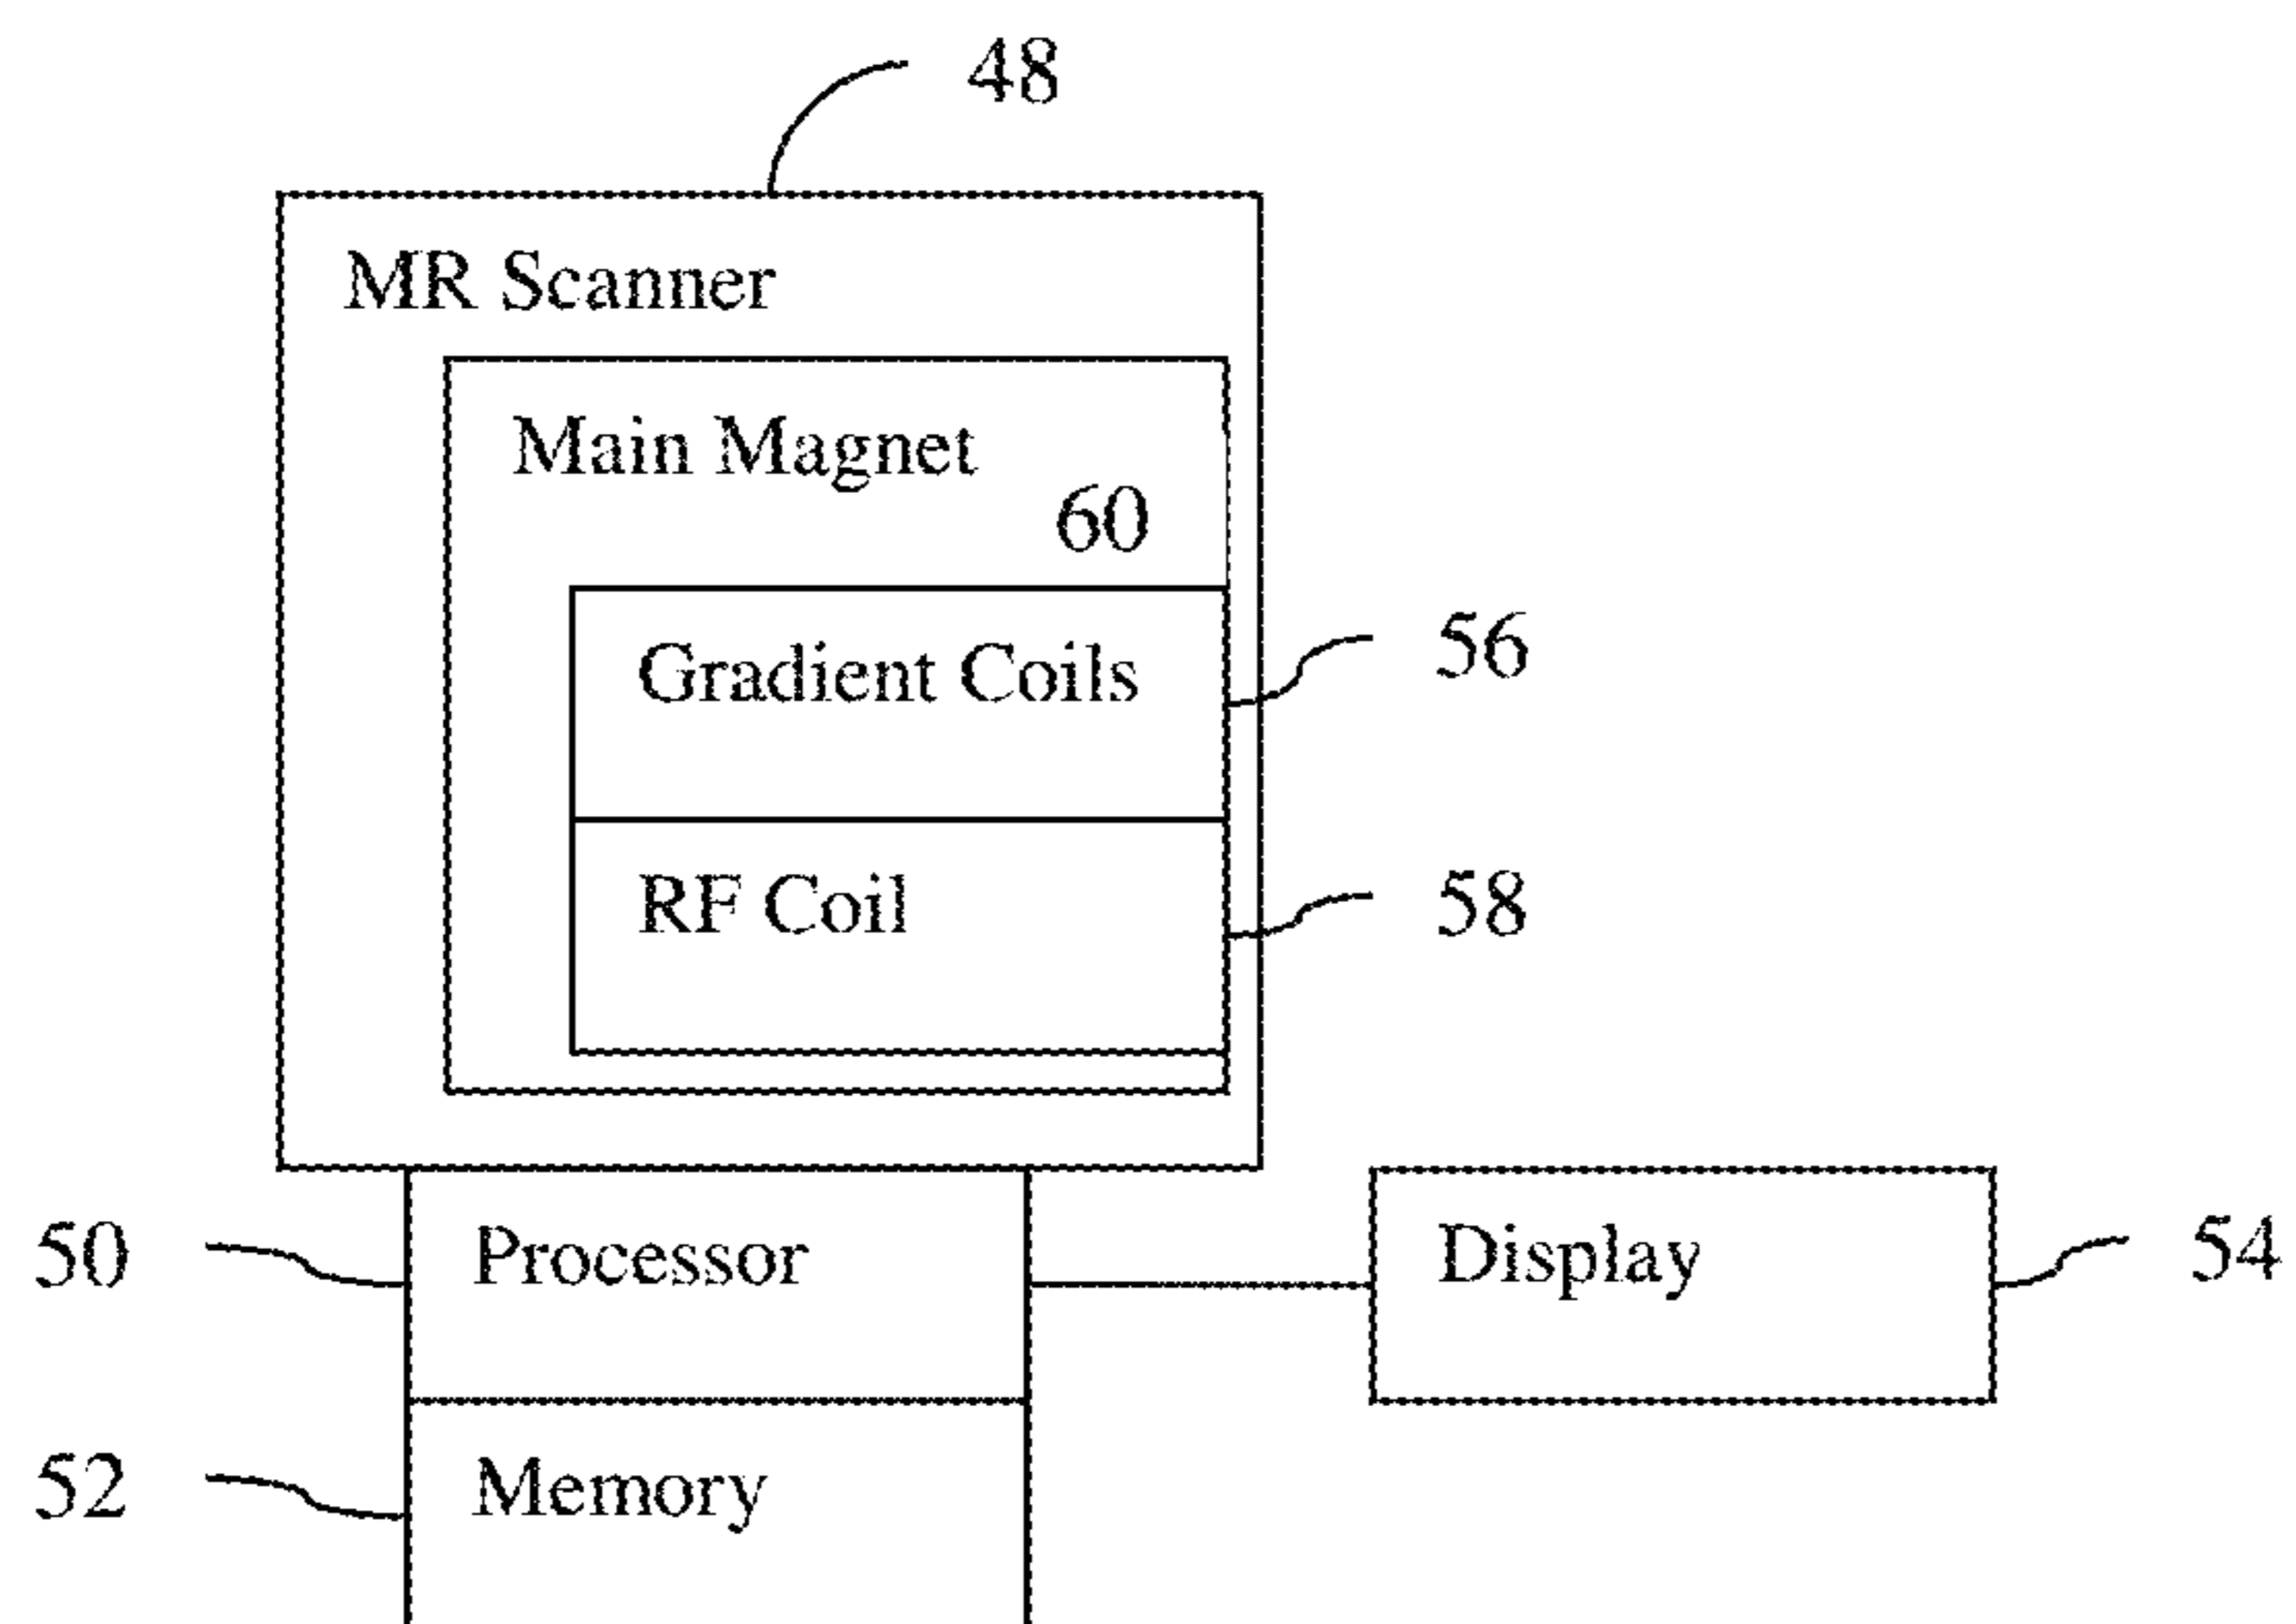 48
MR Scanner
Main Magnet
60
Gradient Coils
56
RF Coil
58
50
Processor
Display
54
52
Memory